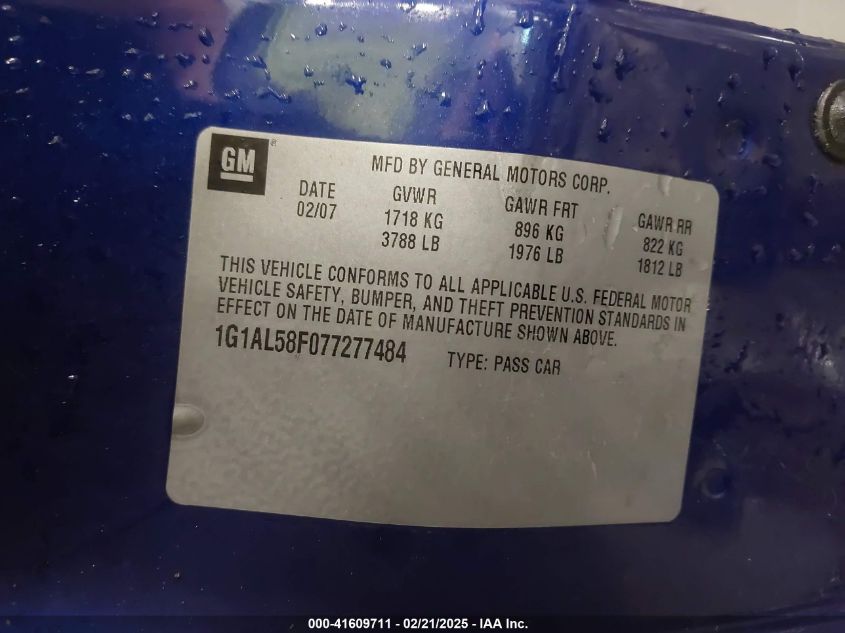 GM
MFD BY GENERAL MOTORS CORP.
DATE GVWR GAWR FRT GAWR RR
02/07 1718 KG 896 KG 822 KG
3788 LB 1976 LB 1812 LB
THIS VEHICLE CONFORMS TO ALL APPLICABLE U.S. FEDERAL MOTOR
VEHICLE SAFETY, BUMPER, AND THEFT PREVENTION STANDARDS IN
EFFECT ON THE DATE OF MANUFACTURE SHOWN ABOVE.
1G1AL58F077277484 TYPE: PASS CAR
000-41609711 - 02/21/2025 - IAA Inc.